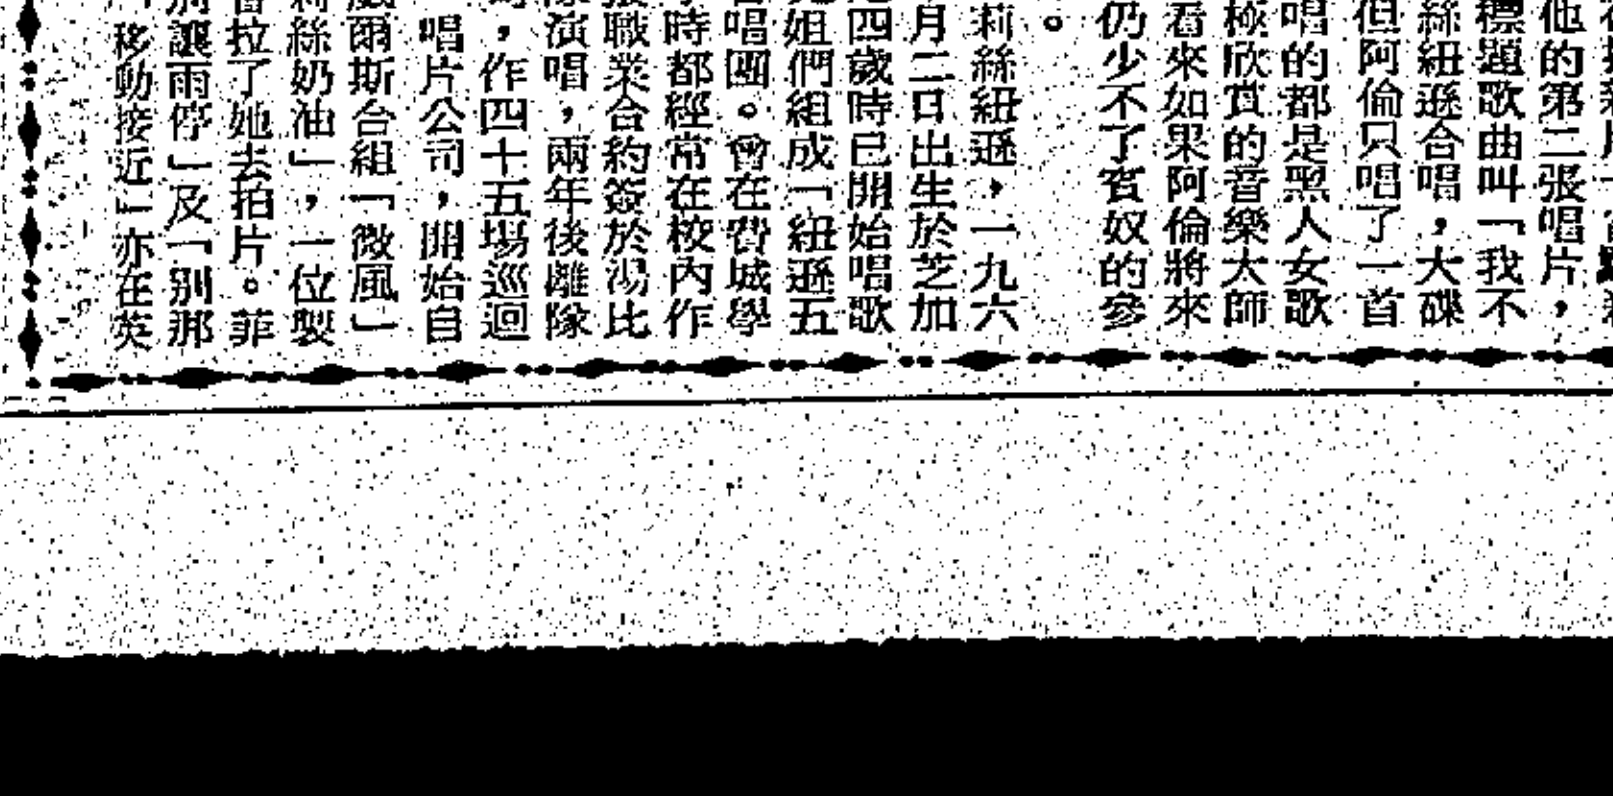 他的第二張唱片，
標題歌曲叫「我不
絲紐遜合唱，大碟
但阿倫只唱了一首
唱的都是黑人女歌
極欣賞的音樂大師
看來如果阿倫將來
仍少不了賓奴的參
。
莉絲紐遜，一九六
月二日出生於芝加
四歲時已開始唱歌
姐們組成「紐遜五
唱團。曾在費城學
時都經常在校內作
職業合約簽於湯比
演唱，兩年後離隊
，作四十五場巡迴
唱片公司，開始自
爾斯台組「微風」
絲奶油」，一位製
拉了她去拍片。菲
讓雨停」及「別那
移動接近」亦在英